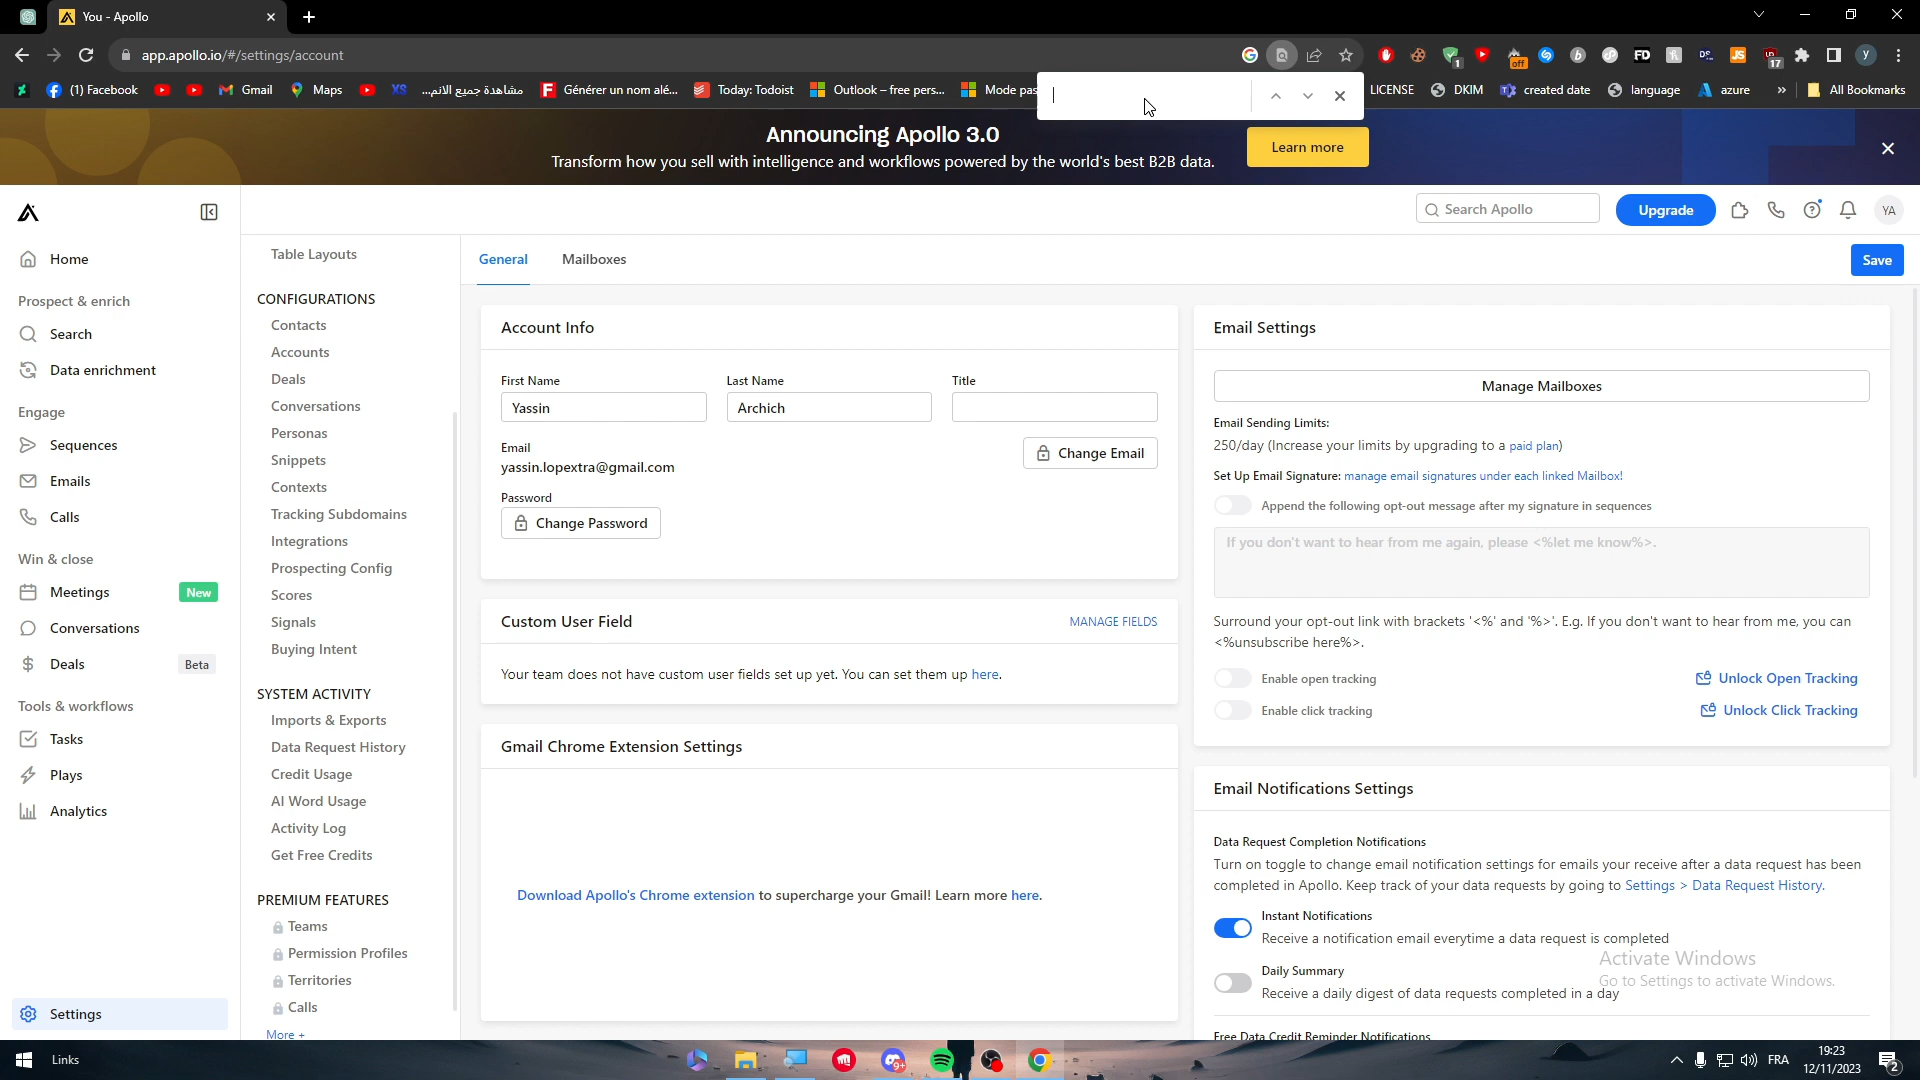 You - Apollo
app.apollo.io/#/settings/account
(1) Facebook
Gmail
Maps
مشاهدة جميع الانم...
Générer un nom alé...
Today: Todoist
Outlook – free pers...
Mode pas
LICENSE
DKIM
created date
language
azure
»
All Bookmarks
Announcing Apollo 3.0
Transform how you sell with intelligence and workflows powered by the world's best B2B data.
Learn more
Search Apollo
Upgrade
YA
Home
Prospect & enrich
Search
Data enrichment
Engage
Sequences
Emails
Calls
Win & close
Meetings
New
Conversations
Deals
Beta
Tools & workflows
Tasks
Plays
Analytics
Settings
Table Layouts
CONFIGURATIONS
Contacts
Accounts
Deals
Conversations
Personas
Snippets
Contexts
Tracking Subdomains
Integrations
Prospecting Config
Scores
Signals
Buying Intent
SYSTEM ACTIVITY
Imports & Exports
Data Request History
Credit Usage
AI Word Usage
Activity Log
Get Free Credits
PREMIUM FEATURES
Teams
Permission Profiles
Territories
Calls
More +
General
Mailboxes
Save
Account Info
First Name
Last Name
Title
Yassin
Archich
Email
yassin.lopextra@gmail.com
Change Email
Password
Change Password
Custom User Field
MANAGE FIELDS
Your team does not have custom user fields set up yet. You can set them up here.
Gmail Chrome Extension Settings
Download Apollo's Chrome extension to supercharge your Gmail! Learn more here.
Email Settings
Manage Mailboxes
Email Sending Limits:
250/day (Increase your limits by upgrading to a paid plan)
Set Up Email Signature: manage email signatures under each linked Mailbox!
Append the following opt-out message after my signature in sequences
If you don't want to hear from me again, please <%let me know%>.
Surround your opt-out link with brackets '<%' and '%>'. E.g. If you don't want to hear from me, you can
<%unsubscribe here%>.
Enable open tracking
Unlock Open Tracking
Enable click tracking
Unlock Click Tracking
Email Notifications Settings
Data Request Completion Notifications
Turn on toggle to change email notification settings for emails your receive after a data request has been
completed in Apollo. Keep track of your data requests by going to Settings > Data Request History.
Instant Notifications
Receive a notification email everytime a data request is completed
Daily Summary
Receive a daily digest of data requests completed in a day
Free Data Credit Reminder Notifications
Activate Windows
Go to Settings to activate Windows.
Links
FRA
19:23
12/11/2023
2